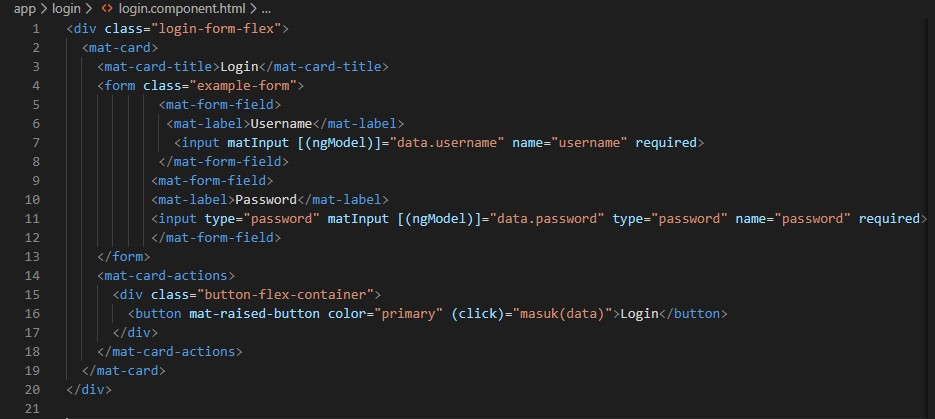 app > login > <> login.component.html > ...
1 <div class="login-form-flex">
2 <mat-card>
3 <mat-card-title>Login</mat-card-title>
4 <form class="example-form">
5 <mat-form-field>
6 <mat-label>Username</mat-label>
7 <input matInput [(ngModel)]="data.username" name="username" required>
8 </mat-form-field>
9 <mat-form-field>
10 <mat-label>Password</mat-label>
11 <input type="password" matInput [(ngModel)]="data.password" type="password" name="password" required>
12 </mat-form-field>
13 </form>
14 <mat-card-actions>
15 <div class="button-flex-container">
16 <button mat-raised-button color="primary" (click)="masuk(data)">Login</button>
17 </div>
18 </mat-card-actions>
19 </mat-card>
20 </div>
21